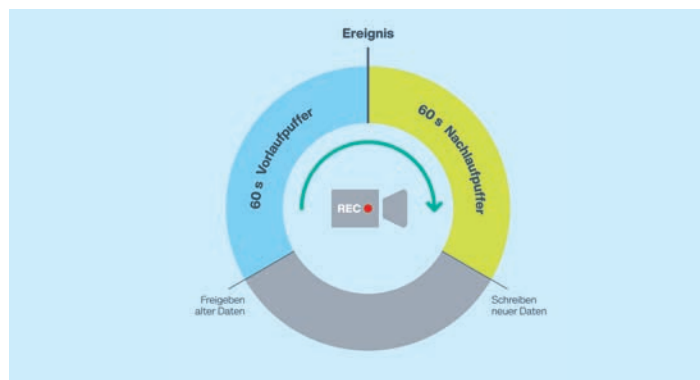 Ereignis
60 s Vorlaufpuffer
60 s Nachlaufpuffer
REC
Freigeben
alter Daten
Schreiben
neuer Daten